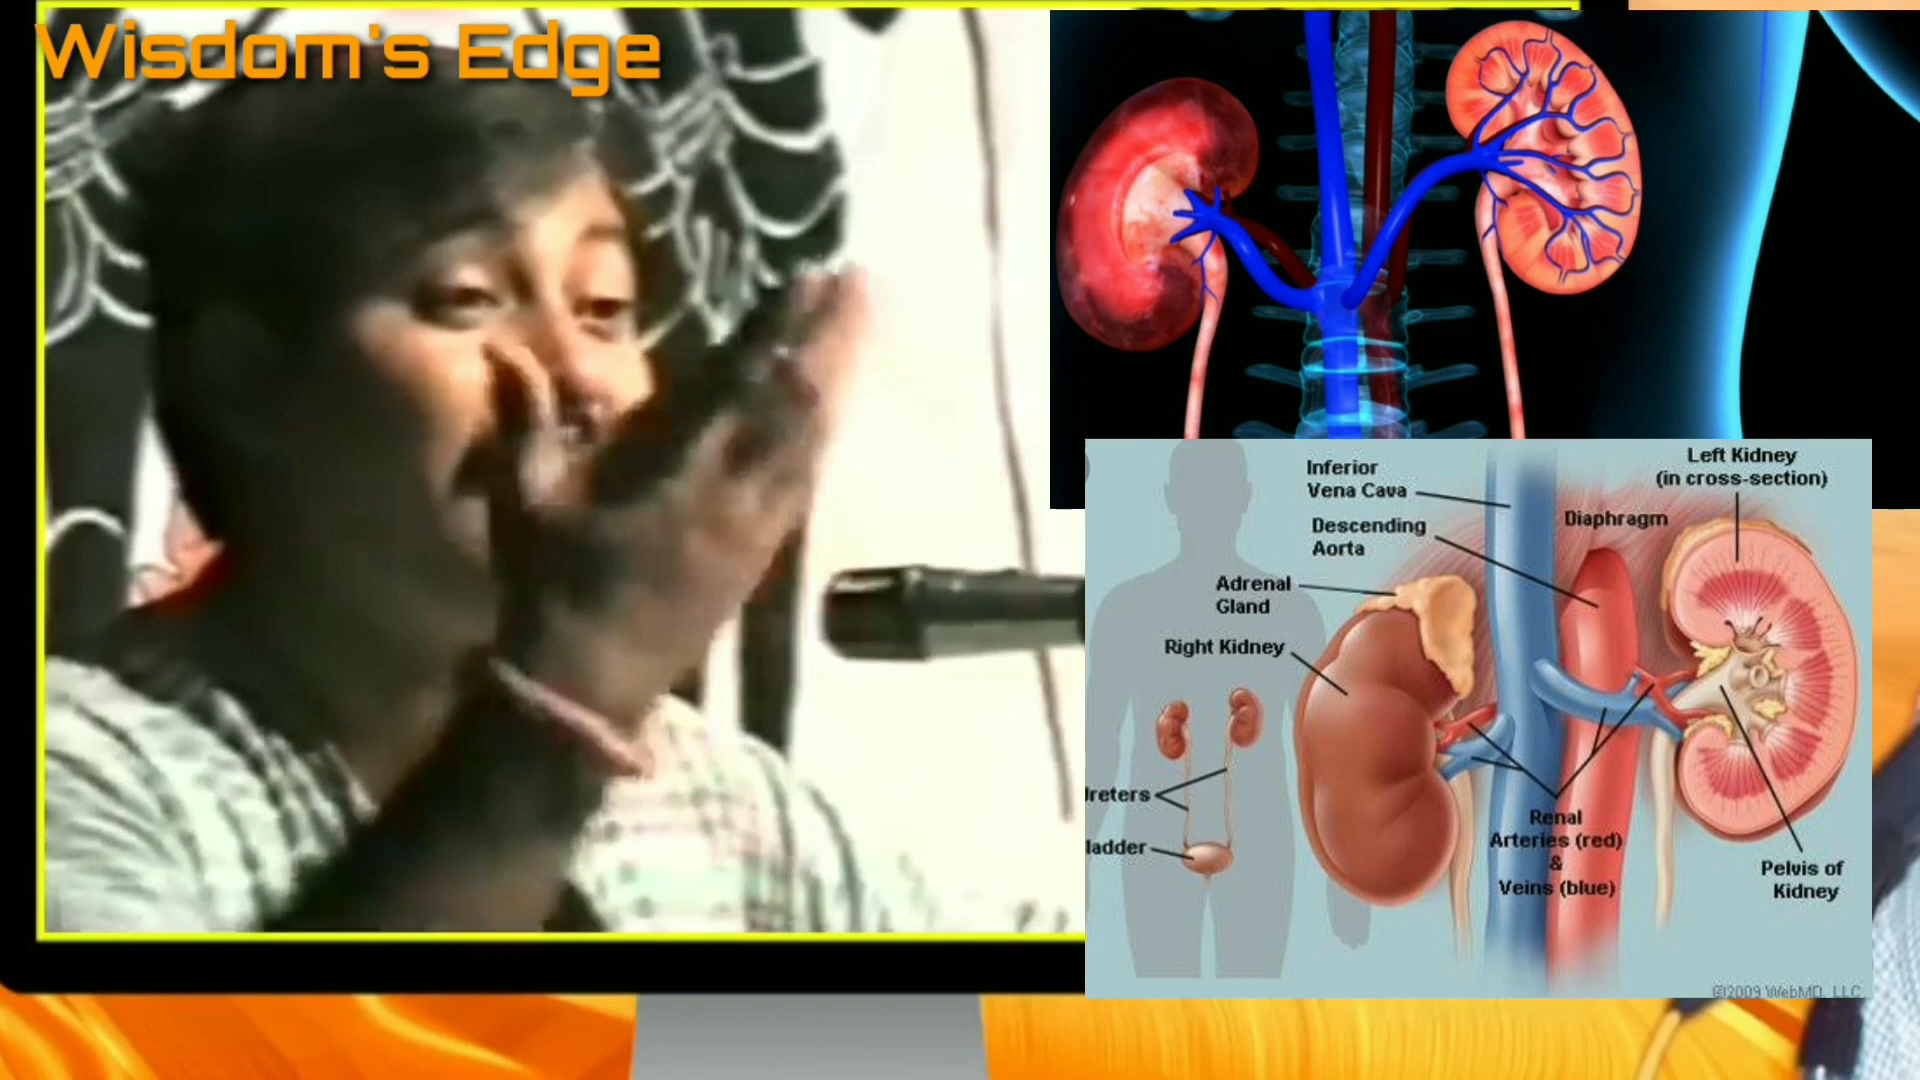 Wisdom's Edge
Inferior
Vena Cava
Left Kidney
(in cross-section)
Descending
Aorta
Diaphragm
Adrenal
Gland
Right Kidney
Ureters
ladder
Renal
Arteries (red)
&
Veins (blue)
Pelvis of
Kidney
©2009 WebMD, LLC